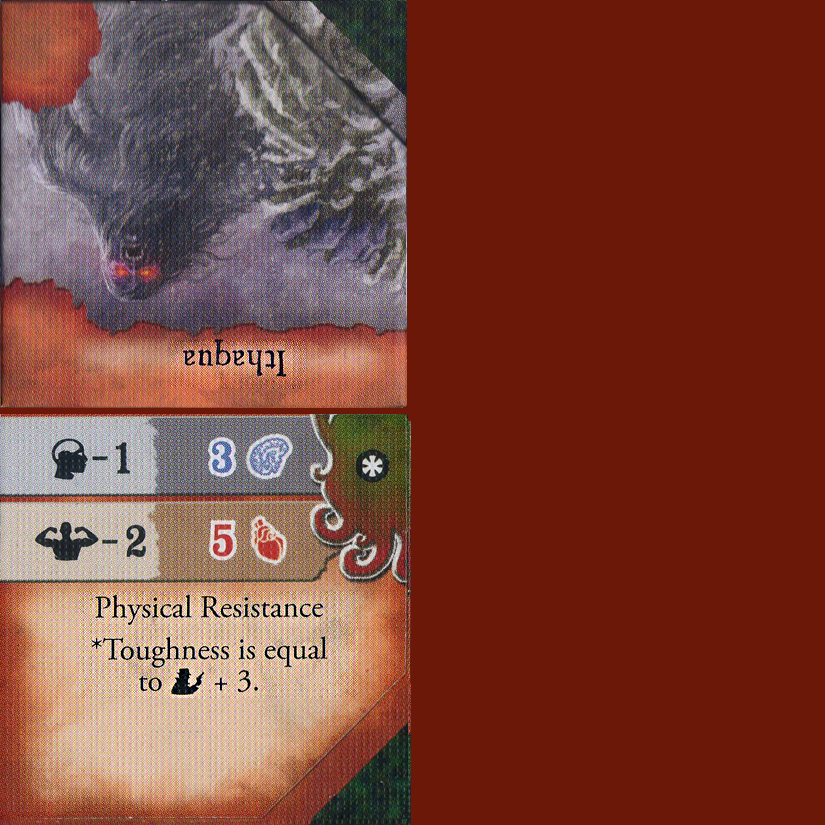 Ithaqua
-1 3
*
-2 5
Physical Resistance
*Toughness is equal
to + 3.